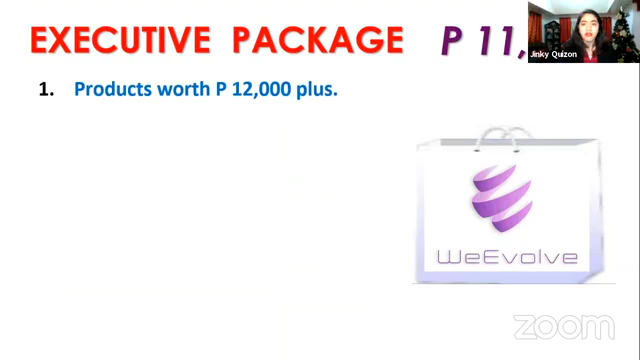 EXECUTIVE PACKAGE P 11,
Jinky Quizon
1. Products worth P 12,000 plus.
WeEvolve
zoom